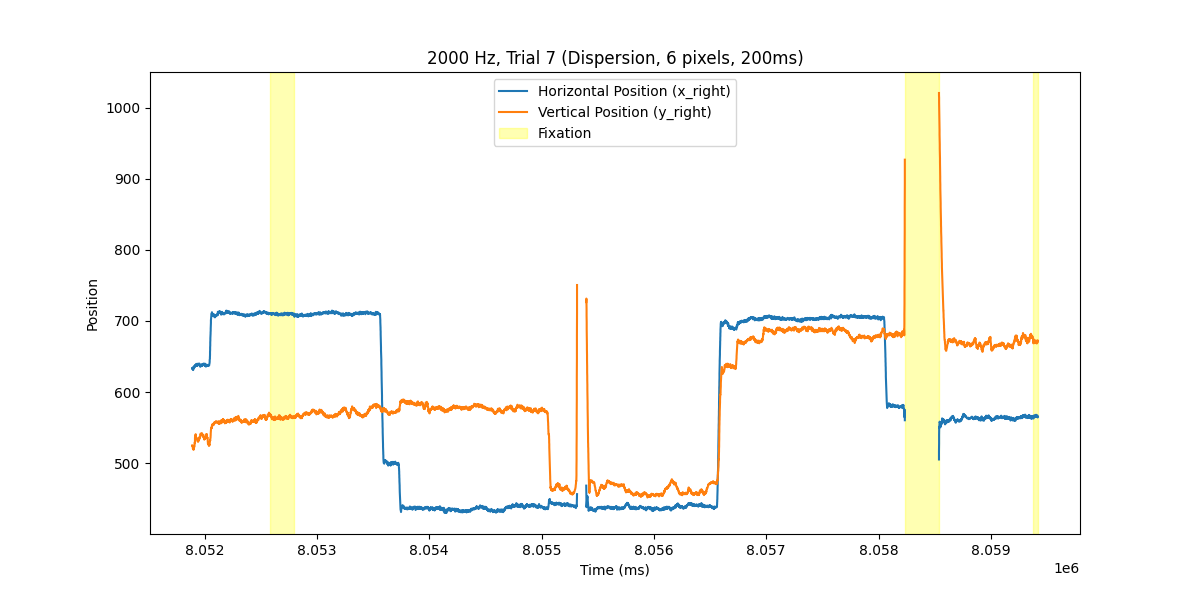 2000 Hz, Trial 7 (Dispersion, 6 pixels, 200ms)
Horizontal Position (x_right)
Vertical Position (y_right)
Fixation
1000
900
800
700
600
500
Position
8.052 8.053 8.054 8.055 8.056 8.057 8.058 8.059
1e6
Time (ms)